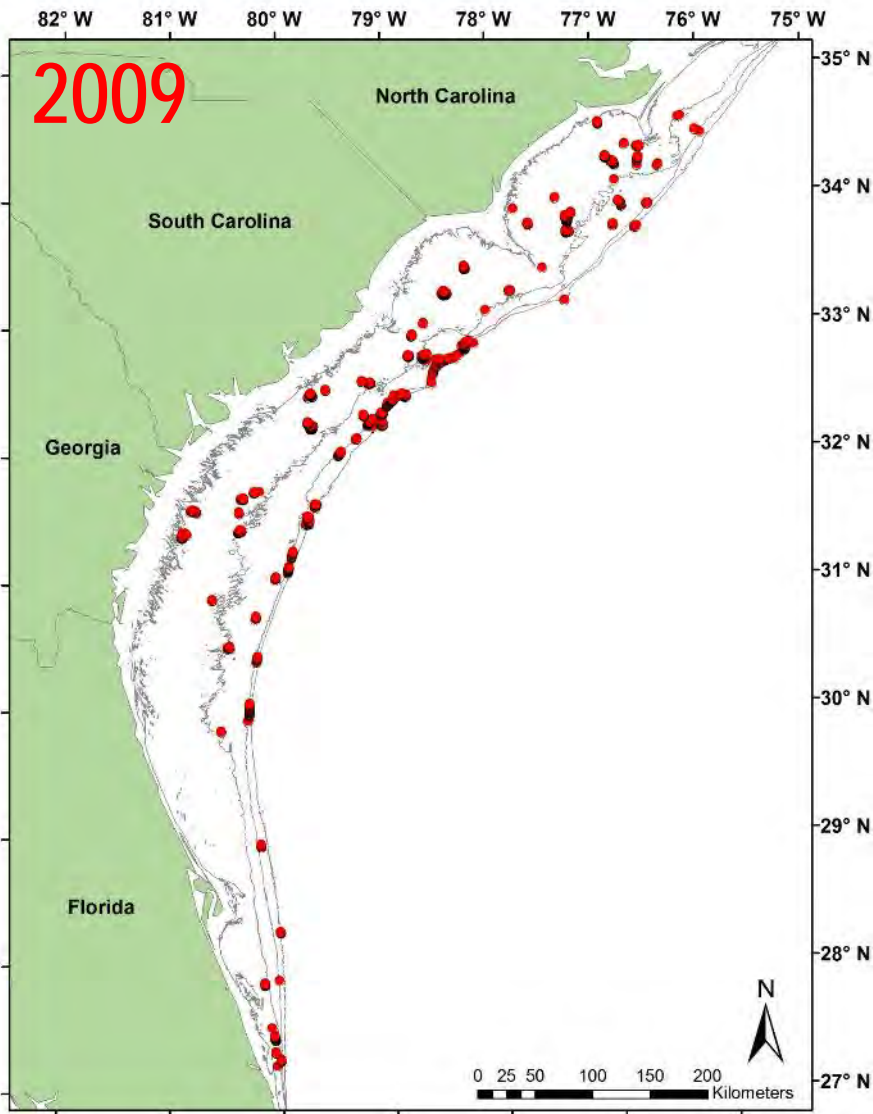 82° W 81° W 80° W 79° W 78° W 77° W 76° W 75° W
35° N
2009
North Carolina
34° N
South Carolina
33° N
32° N
Georgia
31° N
30° N
29° N
Florida
28° N
N
0 25 50 100 150 200
Kilometers
27° N